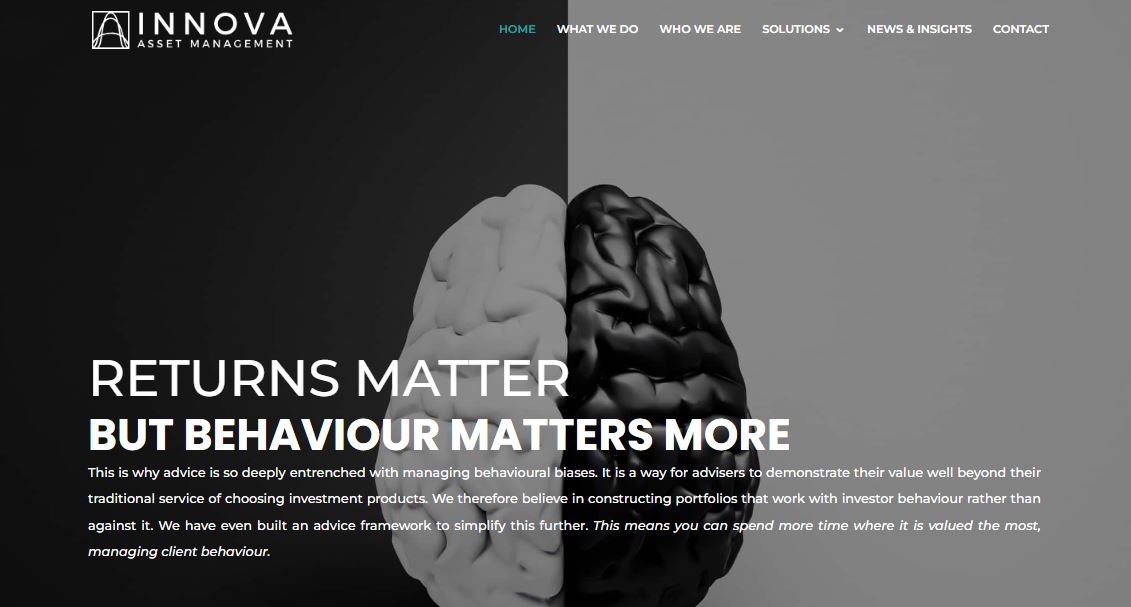 INNOVA
ASSET MANAGEMENT
HOME WHAT WE DO WHO WE ARE SOLUTIONS NEWS & INSIGHTS CONTACT
RETURNS MATTER
BUT BEHAVIOUR MATTERS MORE
This is why advice is so deeply entrenched with managing behavioural biases. It is a way for advisers to demonstrate their value well beyond their
traditional service of choosing investment products. We therefore believe in constructing portfolios that work with investor behaviour rather than
against it. We have even built an advice framework to simplify this further. This means you can spend more time where it is valued the most,
managing client behaviour.